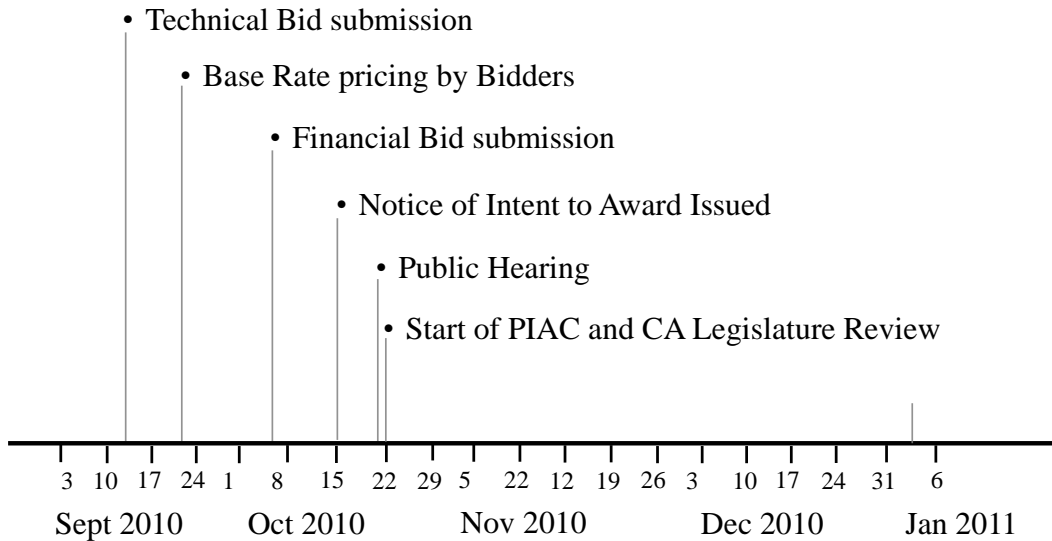 • Technical Bid submission
• Base Rate pricing by Bidders
• Financial Bid submission
• Notice of Intent to Award Issued
• Public Hearing
• Start of PIAC and CA Legislature Review
3 10 17 24 1 8 15 22 29 5 22 12 19 26 3 10 17 24 31 6
Sept 2010 Oct 2010 Nov 2010 Dec 2010 Jan 2011